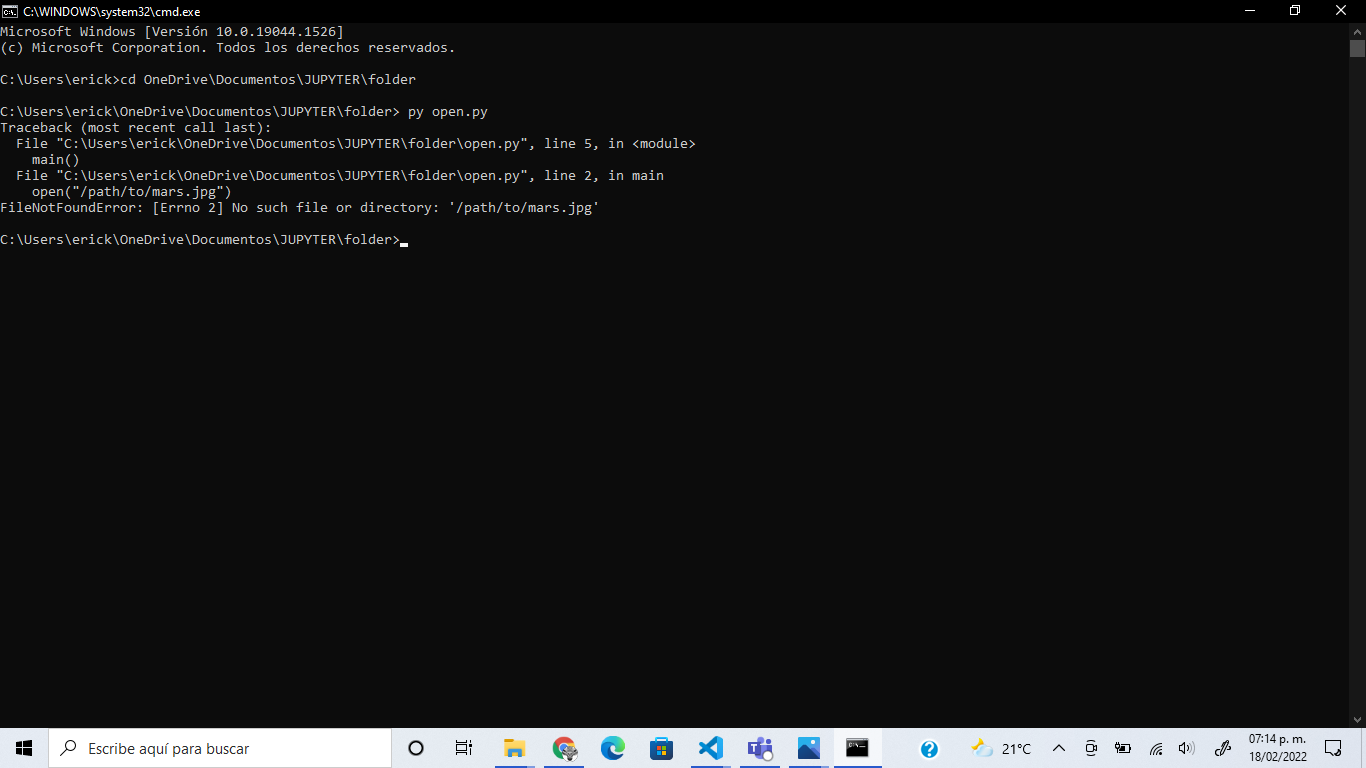 C:\WINDOWS\system32\cmd.exe
Microsoft Windows [Versión 10.0.19044.1526]
(c) Microsoft Corporation. Todos los derechos reservados.
C:\Users\erick>cd OneDrive\Documentos\JUPYTER\folder
C:\Users\erick\OneDrive\Documentos\JUPYTER\folder> py open.py
Traceback (most recent call last):
  File "C:\Users\erick\OneDrive\Documentos\JUPYTER\folder\open.py", line 5, in <module>
    main()
  File "C:\Users\erick\OneDrive\Documentos\JUPYTER\folder\open.py", line 2, in main
    open("/path/to/mars.jpg")
FileNotFoundError: [Errno 2] No such file or directory: '/path/to/mars.jpg'
C:\Users\erick\OneDrive\Documentos\JUPYTER\folder>
Escribe aquí para buscar
21°C
07:14 p. m.
18/02/2022